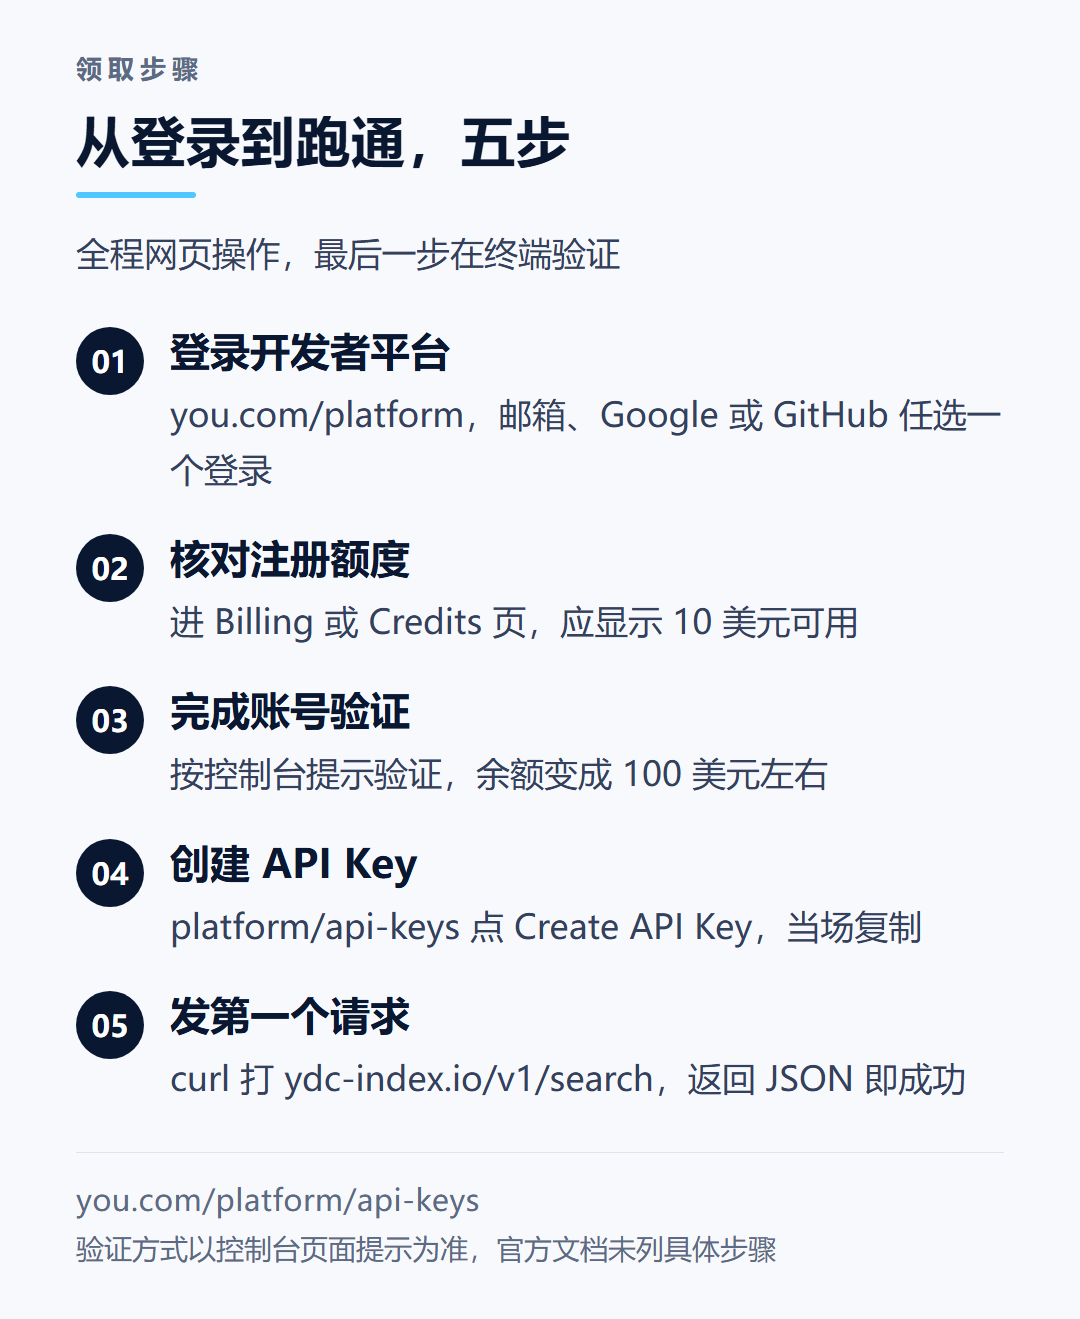 领取步骤
从登录到跑通，五步
全程网页操作，最后一步在终端验证
01
登录开发者平台
you.com/platform，邮箱、Google 或 GitHub 任选一
个登录
02
核对注册额度
进 Billing 或 Credits 页，应显示 10 美元可用
03
完成账号验证
按控制台提示验证，余额变成 100 美元左右
04
创建 API Key
platform/api-keys 点 Create API Key，当场复制
05
发第一个请求
curl 打 ydc-index.io/v1/search，返回 JSON 即成功
you.com/platform/api-keys
验证方式以控制台页面提示为准，官方文档未列具体步骤